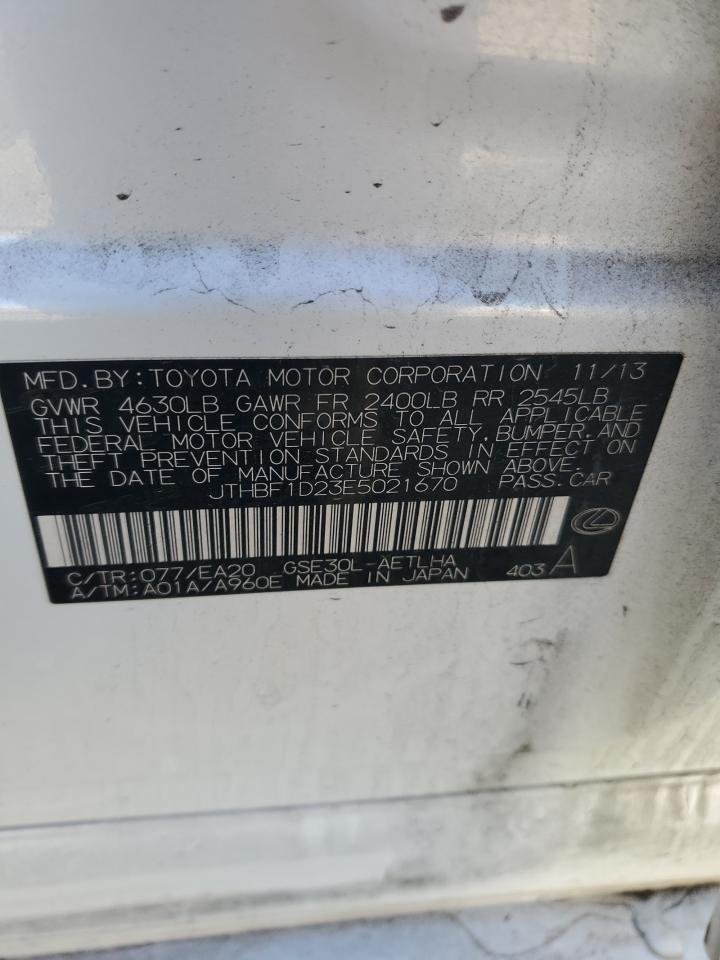 MFD.BY:TOYOTA MOTOR CORPORATION 11/13
GVWR 4630LB GAWR FR 2400LB RR 2545LB
THIS VEHICLE CONFORMS TO ALL APPLICABLE
FEDERAL MOTOR VEHICLE SAFETY,BUMPER,AND
THEFT PREVENTION STANDARDS IN EFFECT ON
THE DATE OF MANUFACTURE SHOWN ABOVE.
JTHBF1D23E5021670 PASS.CAR
C/TR:077/EA20 GSE30L-AETLHA
A/TM:A01A/A960E MADE IN JAPAN 403 A